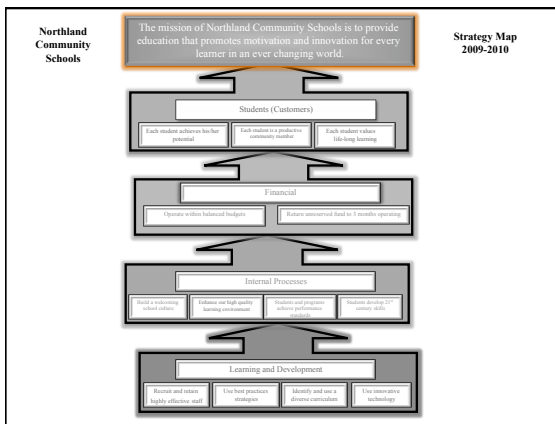 Northland
Community
Schools
The mission of Northland Community Schools is to provide
education that promotes motivation and innovation for every
learner in an ever changing world.
Strategy Map
2009-2010
Students (Customers)
Each student achieves his/her
potential
Each student is a productive
community member
Each student values
life-long learning
Financial
Operate within balanced budgets
Return unreserved fund to 3 months operating
Internal Processes
Build a welcoming
school culture
Enhance our high quality
learning environment
Students and programs
achieve performance
standards
Students develop 21st
century skills
Learning and Development
Recruit and retain
highly effective staff
Use best practices
strategies
Identify and use a
diverse curriculum
Use innovative
technology